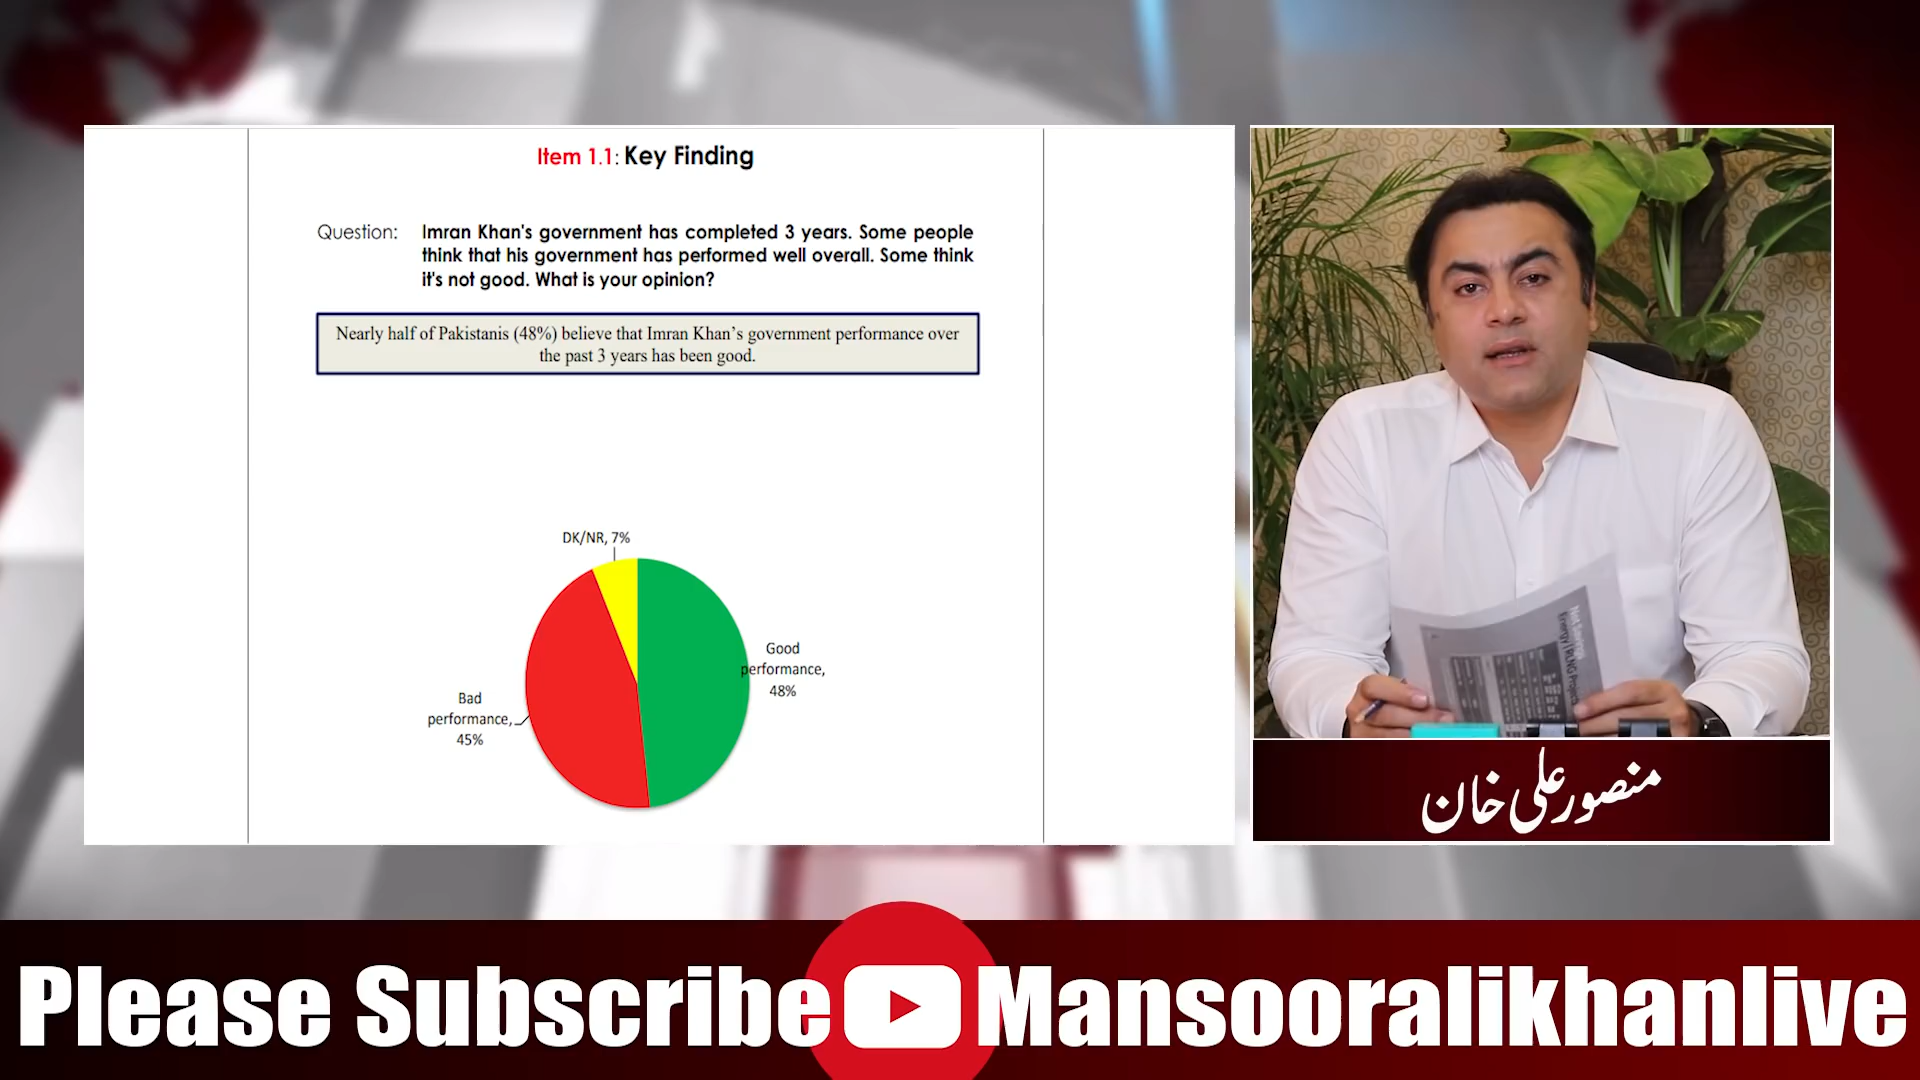 Item 1.1: Key Finding
Question: Imran Khan's government has completed 3 years. Some people
think that his government has performed well overall. Some think
it's not good. What is your opinion?
Nearly half of Pakistanis (48%) believe that Imran Khan’s government performance over
the past 3 years has been good.
DK/NR, 7%
Good
performance,
48%
Bad
performance,
45%
منصور علی خان
Please Subscribe Mansooralikhanlive